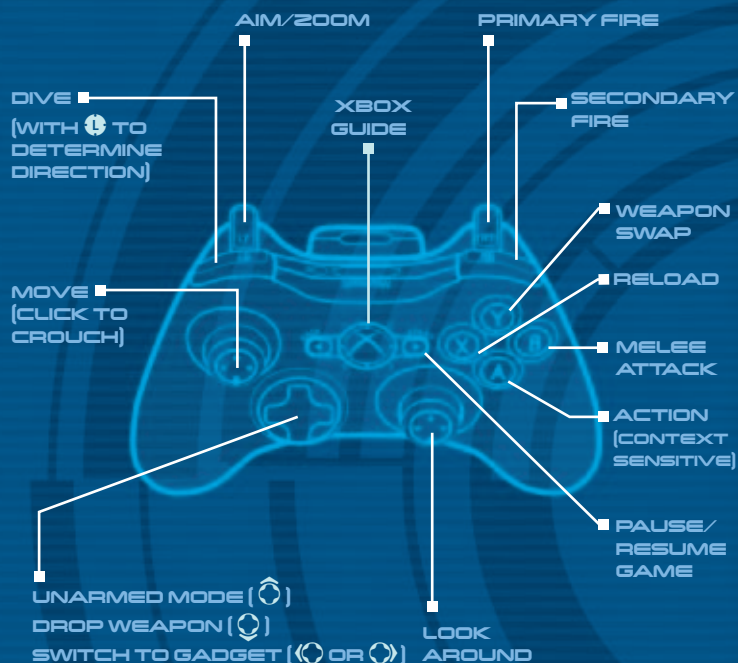 AIM/ZOOM
PRIMARY FIRE
DIVE
(WITH L TO
DETERMINE
DIRECTION)
XBOX
GUIDE
SECONDARY
FIRE
WEAPON
SWAP
RELOAD
MOVE
(CLICK TO
CROUCH)
Y
X
B
A
MELEE
ATTACK
ACTION
(CONTEXT
SENSITIVE)
PAUSE/
RESUME
GAME
UNARMED MODE ( )
DROP WEAPON ( )
SWITCH TO GADGET ( OR )
LOOK
AROUND